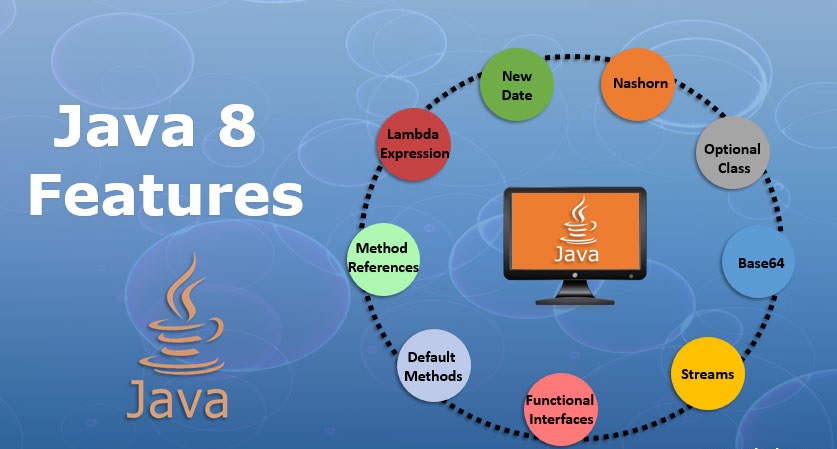 Java 8
Features
Java
New
Date
Nashorn
Optional
Class
Base64
Streams
Functional
Interfaces
Default
Methods
Method
References
Lambda
Expression
Java